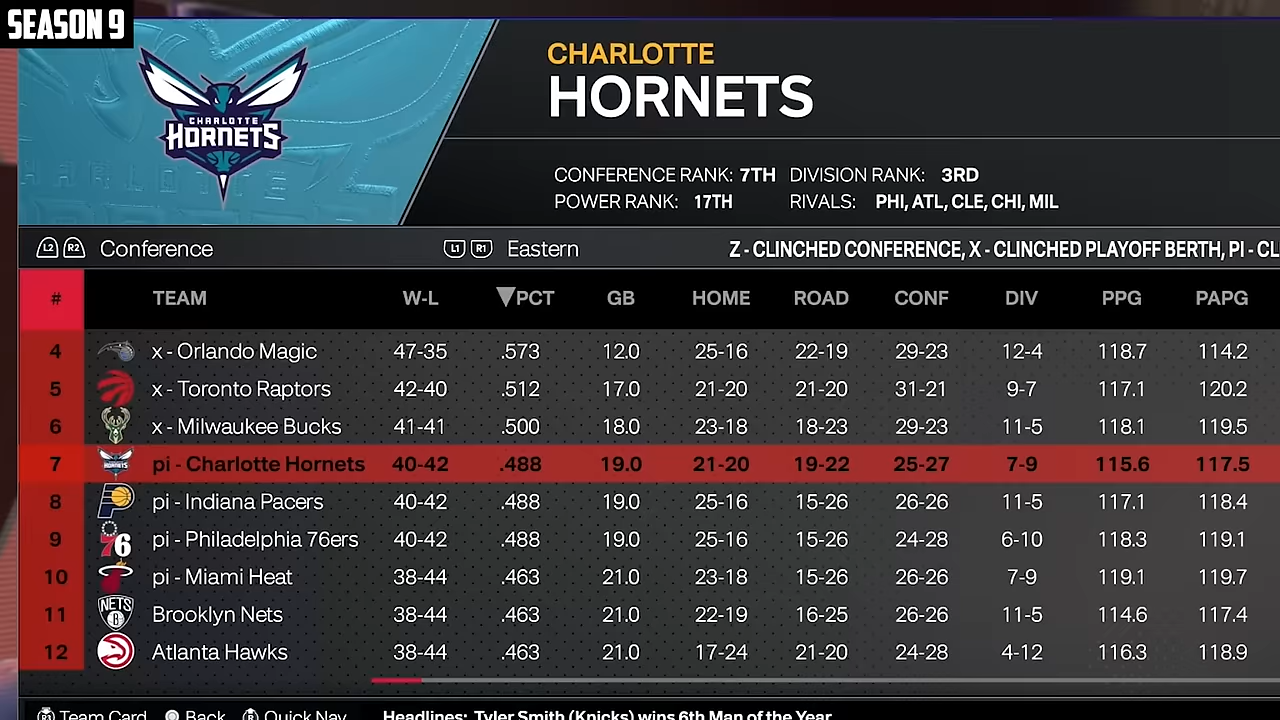 SEASON 9
CHARLOTTE
HORNETS
CHARLOTTE
HORNETS
CONFERENCE RANK: 7TH DIVISION RANK: 3RD
POWER RANK: 17TH RIVALS: PHI, ATL, CLE, CHI, MIL
L2 R2 Conference L1 R1 Eastern Z - CLINCHED CONFERENCE, X - CLINCHED PLAYOFF BERTH, PI - CL
# TEAM W-L PCT GB HOME ROAD CONF DIV PPG PAPG
4 x - Orlando Magic 47-35 .573 12.0 25-16 22-19 29-23 12-4 118.7 114.2
5 x - Toronto Raptors 42-40 .512 17.0 21-20 21-20 31-21 9-7 117.1 120.2
6 x - Milwaukee Bucks 41-41 .500 18.0 23-18 18-23 29-23 11-5 118.1 119.5
7 HORNETS pi - Charlotte Hornets 40-42 .488 19.0 21-20 19-22 25-27 7-9 115.6 117.5
8 pi - Indiana Pacers 40-42 .488 19.0 25-16 15-26 26-26 11-5 117.1 118.4
9 76 pi - Philadelphia 76ers 40-42 .488 19.0 25-16 15-26 24-28 6-10 118.3 119.1
10 pi - Miami Heat 38-44 .463 21.0 23-18 15-26 26-26 7-9 119.1 119.7
11 NETS B Brooklyn Nets 38-44 .463 21.0 22-19 16-25 26-26 11-5 114.6 117.4
12 Atlanta Hawks 38-44 .463 21.0 17-24 21-20 24-28 4-12 116.3 118.9
R1 Team Card Back R Quick Nav Headlines: Tyler Smith (Knicks) wins 6th Man of the Year